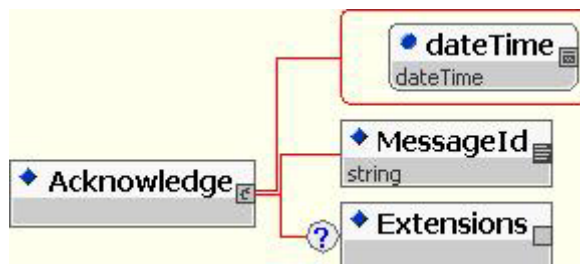 dateTime
dateTime
Acknowledge
MessageId
string
?
Extensions